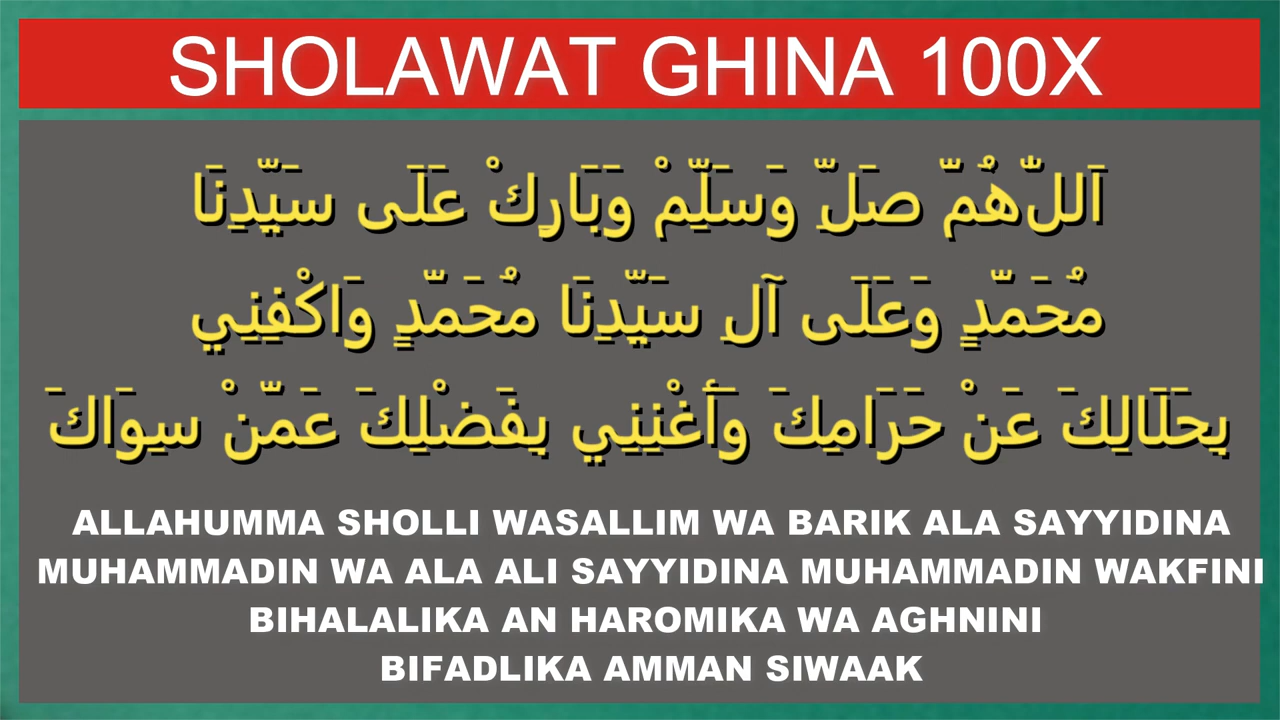 SHOLAWAT GHINA 100X
اَللّٰهُمَّ صَلِّ وَسَلِّمْ وَبَارِكْ عَلَى سَيِّدِنَا
مُحَمَّدٍ وَعَلَى آلِ سَيِّدِنَا مُحَمَّدٍ وَاكْفِنِي
بِحَلَالِكَ عَنْ حَرَامِكَ وَأَغْنِنِي بِفَضْلِكَ عَمَّنْ سِوَاكَ
ALLAHUMMA SHOLLI WASALLIM WA BARIK ALA SAYYIDINA
MUHAMMADIN WA ALA ALI SAYYIDINA MUHAMMADIN WAKFINI
BIHALALIKA AN HAROMIKA WA AGHNINI
BIFADLIKA AMMAN SIWAAK